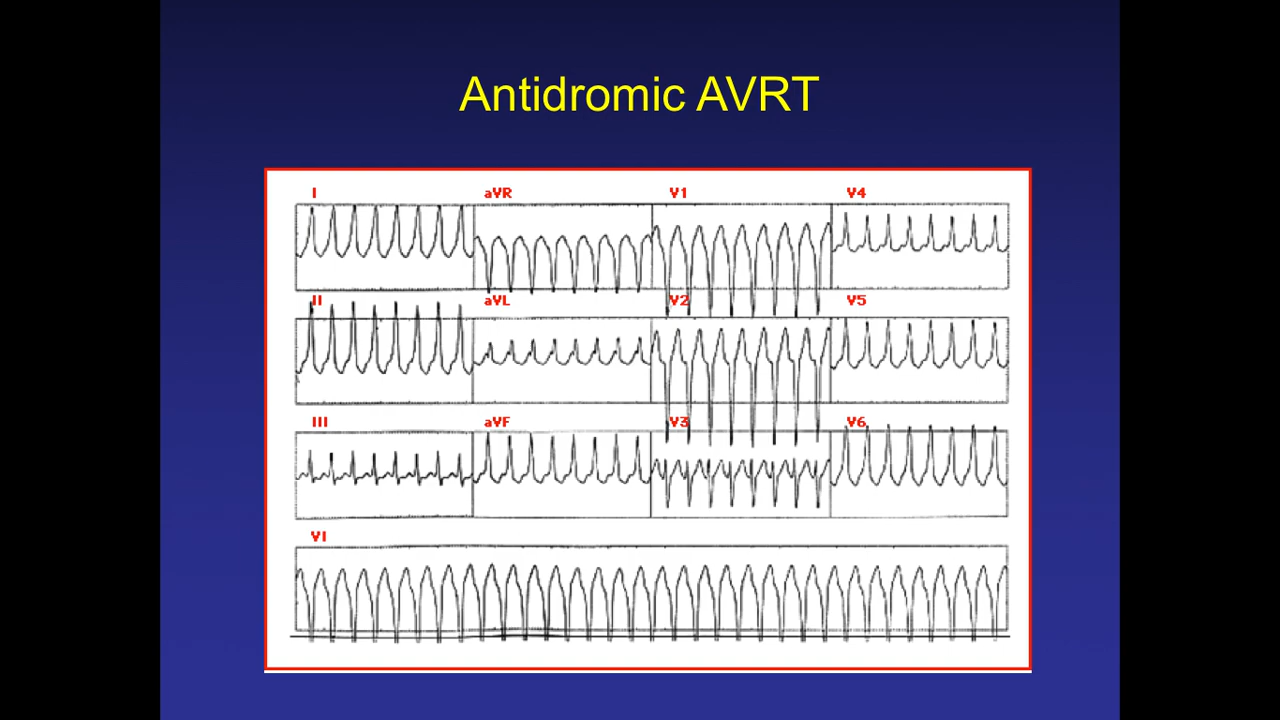 Antidromic AVRT
I aVR V1 V4
II aVL V2 V5
III aVF V3 V6
VI